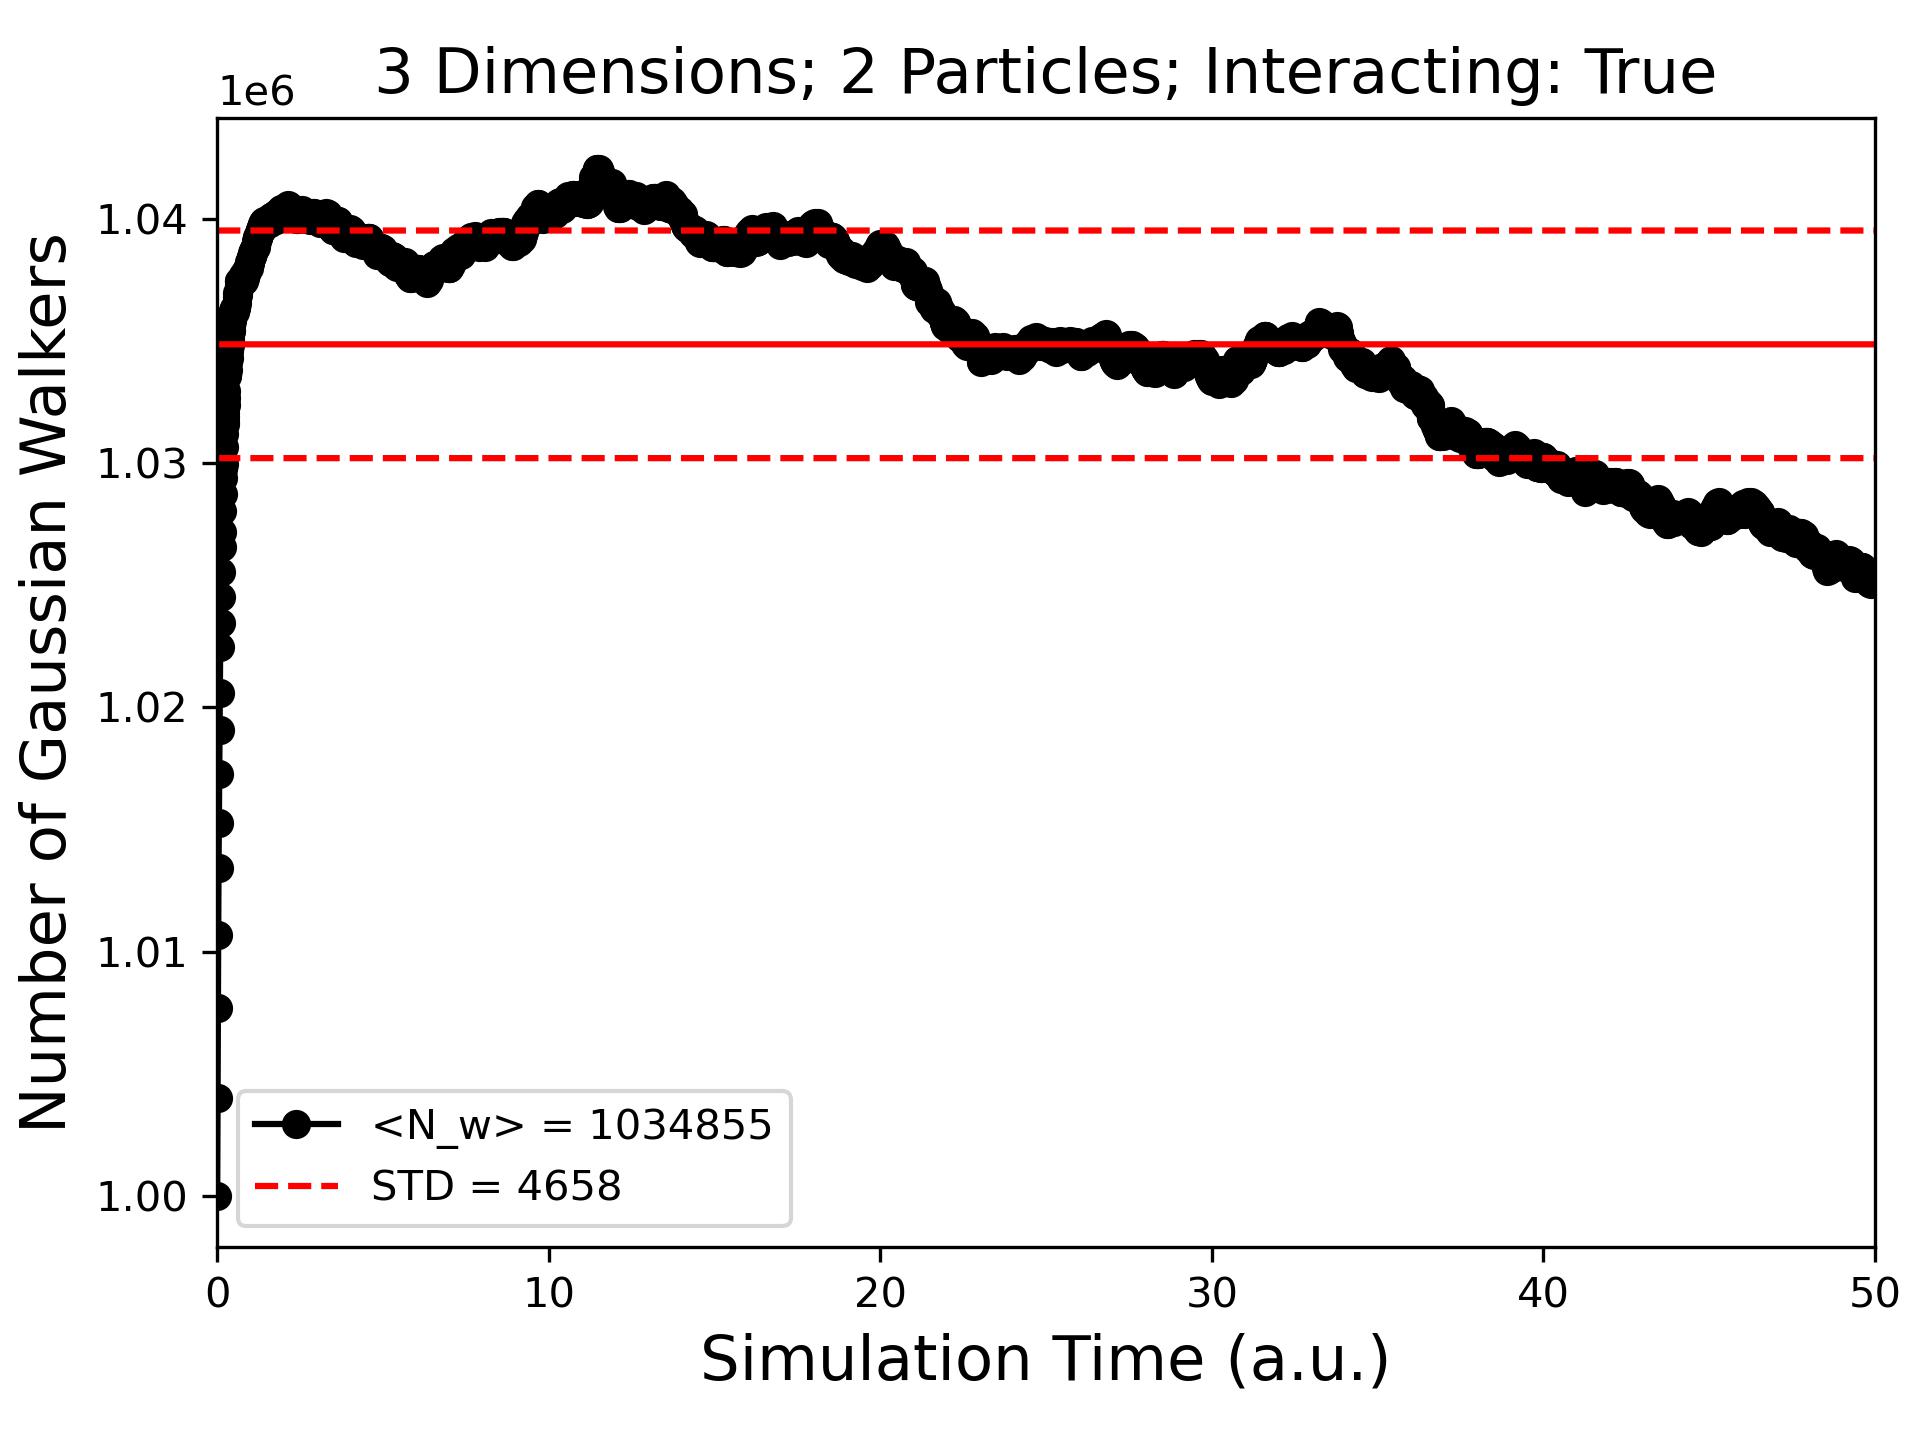 3 Dimensions; 2 Particles; Interacting: True
1e6
Number of Gaussian Walkers
1.04
1.03
1.02
1.01
1.00
<N_w> = 1034855
STD = 4658
0 10 20 30 40 50
Simulation Time (a.u.)